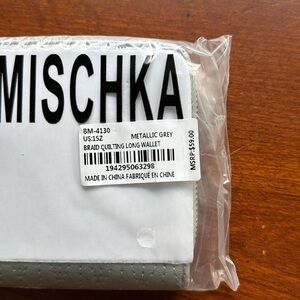 MISCHKA
BM-4130
US:1SZ METALLIC GREY
BRAID QUILTING LONG WALLET
194295063298
MADE IN CHINA FABRIQUÉ EN CHINE
MSRP:$59.00